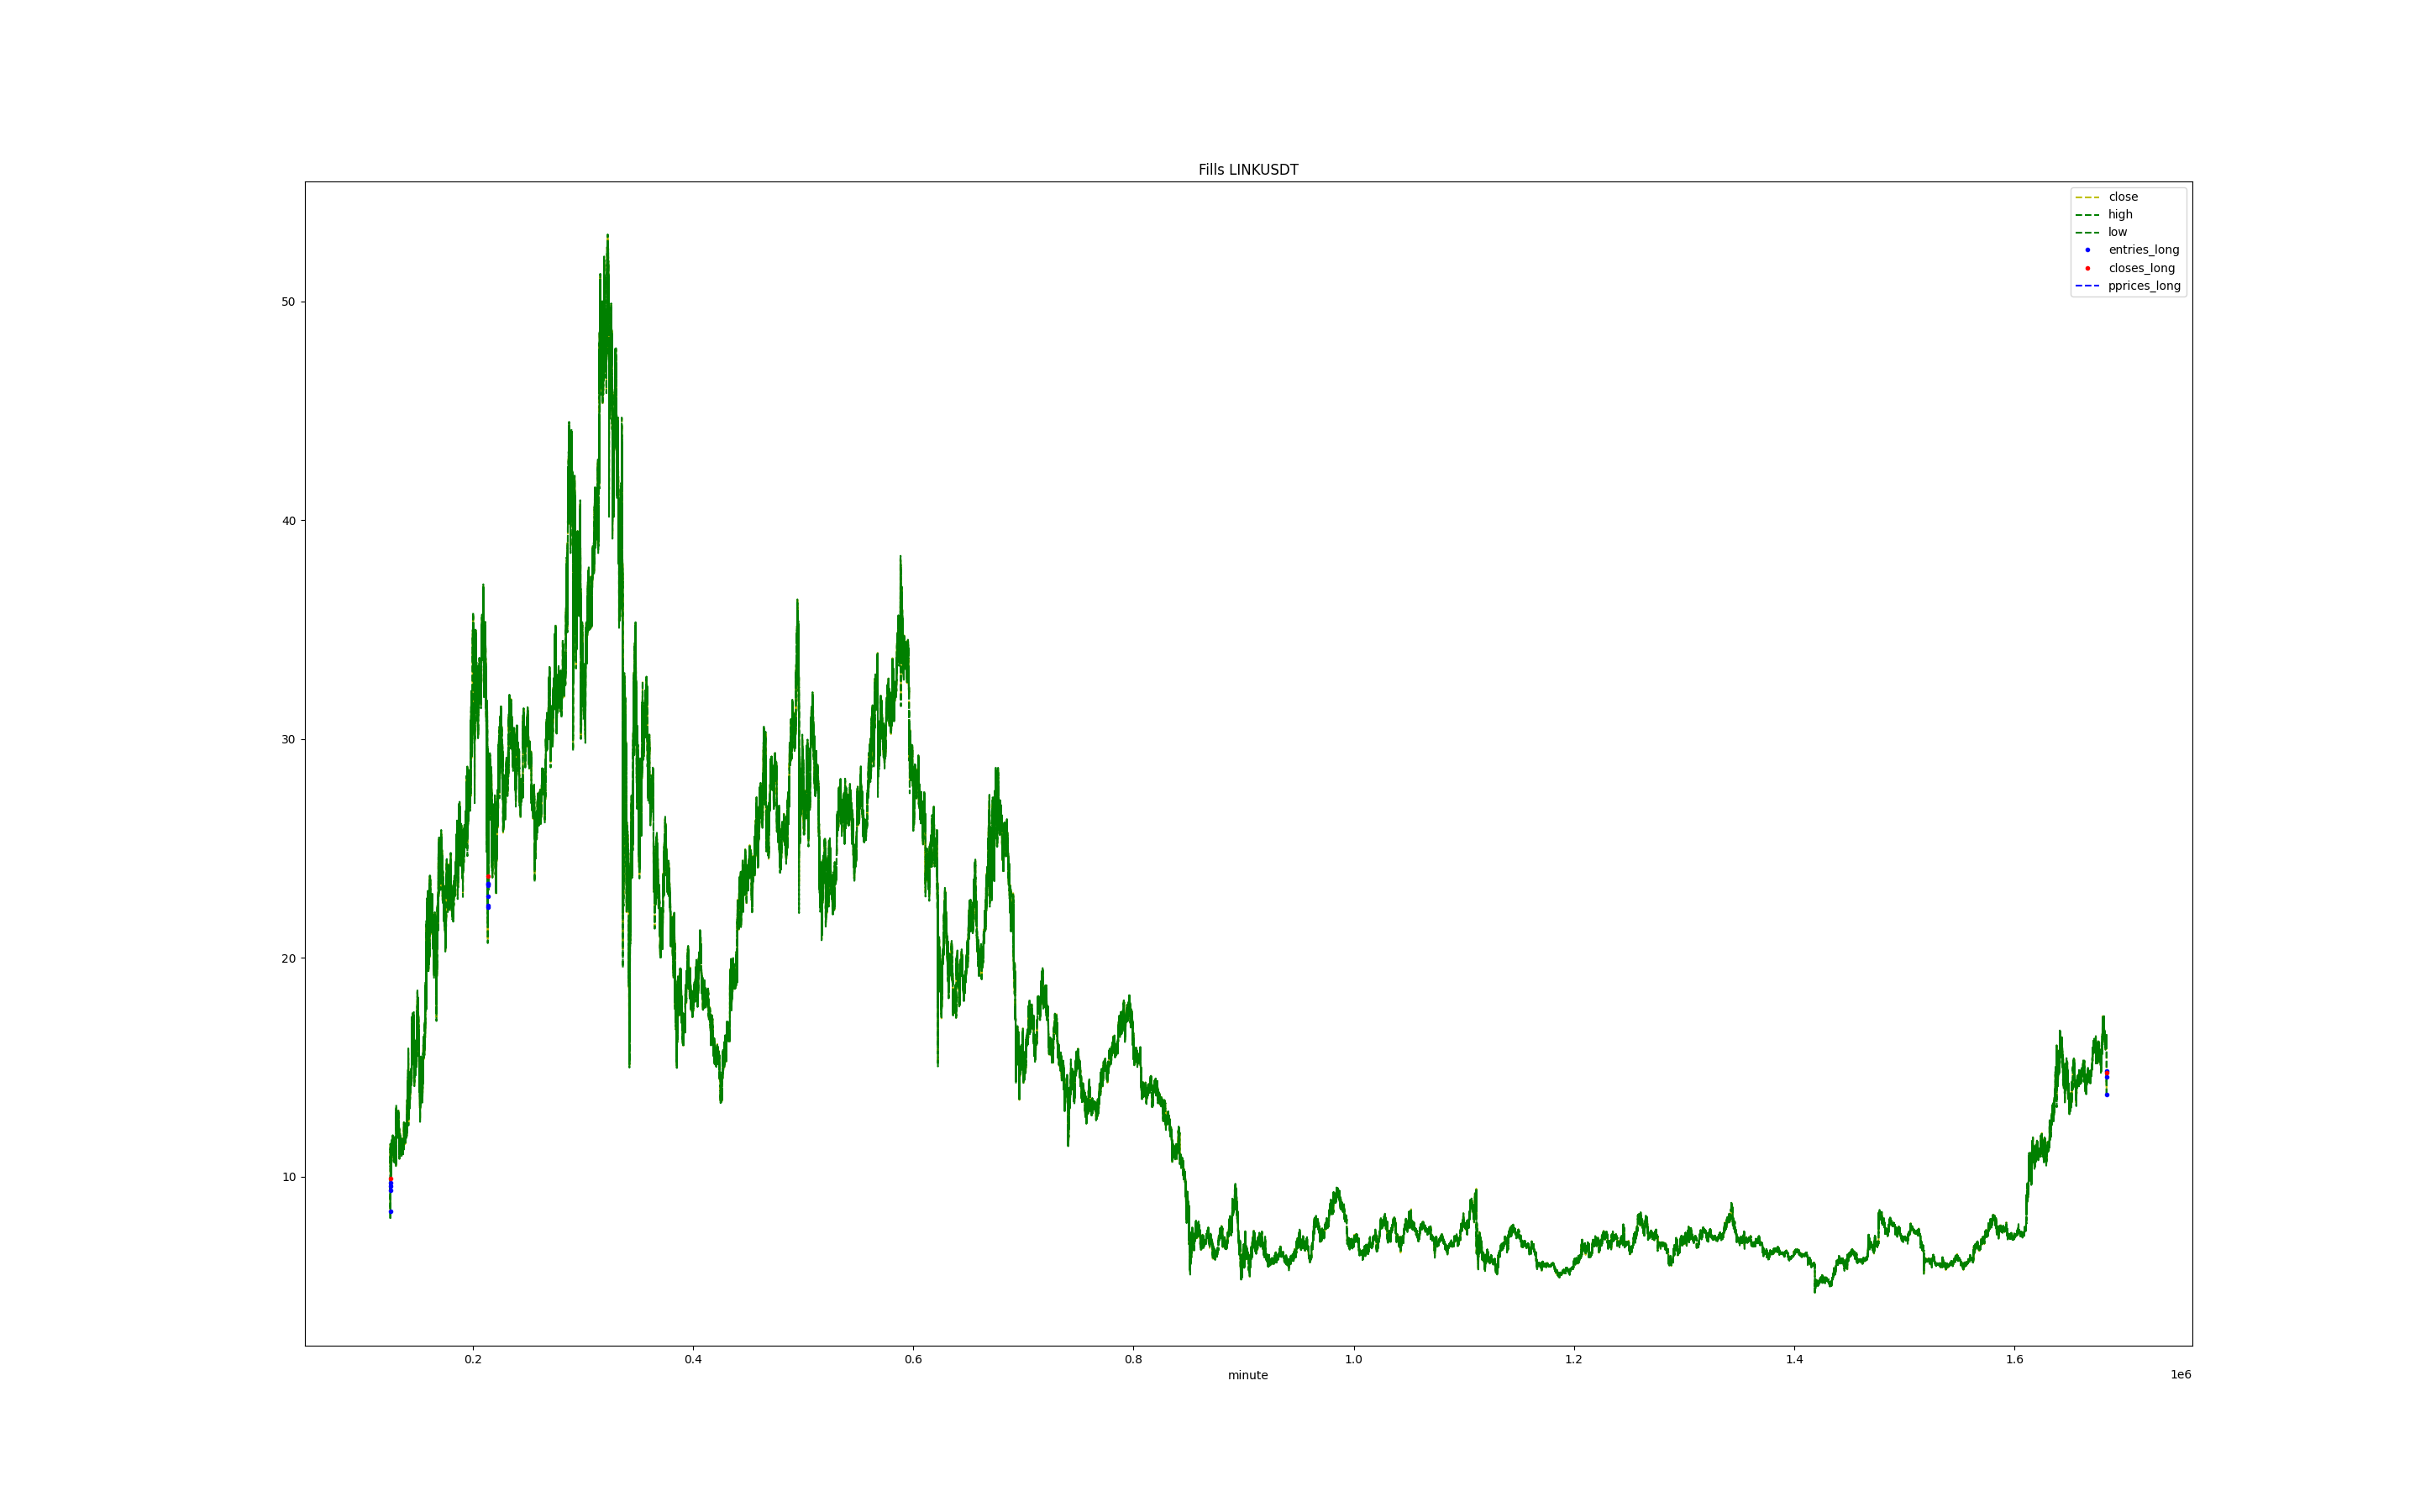 Fills LINKUSDT
close
high
low
entries_long
closes_long
pprices_long
50
40
30
20
10
0.2 0.4 0.6 0.8 1.0 1.2 1.4 1.6
minute 1e6